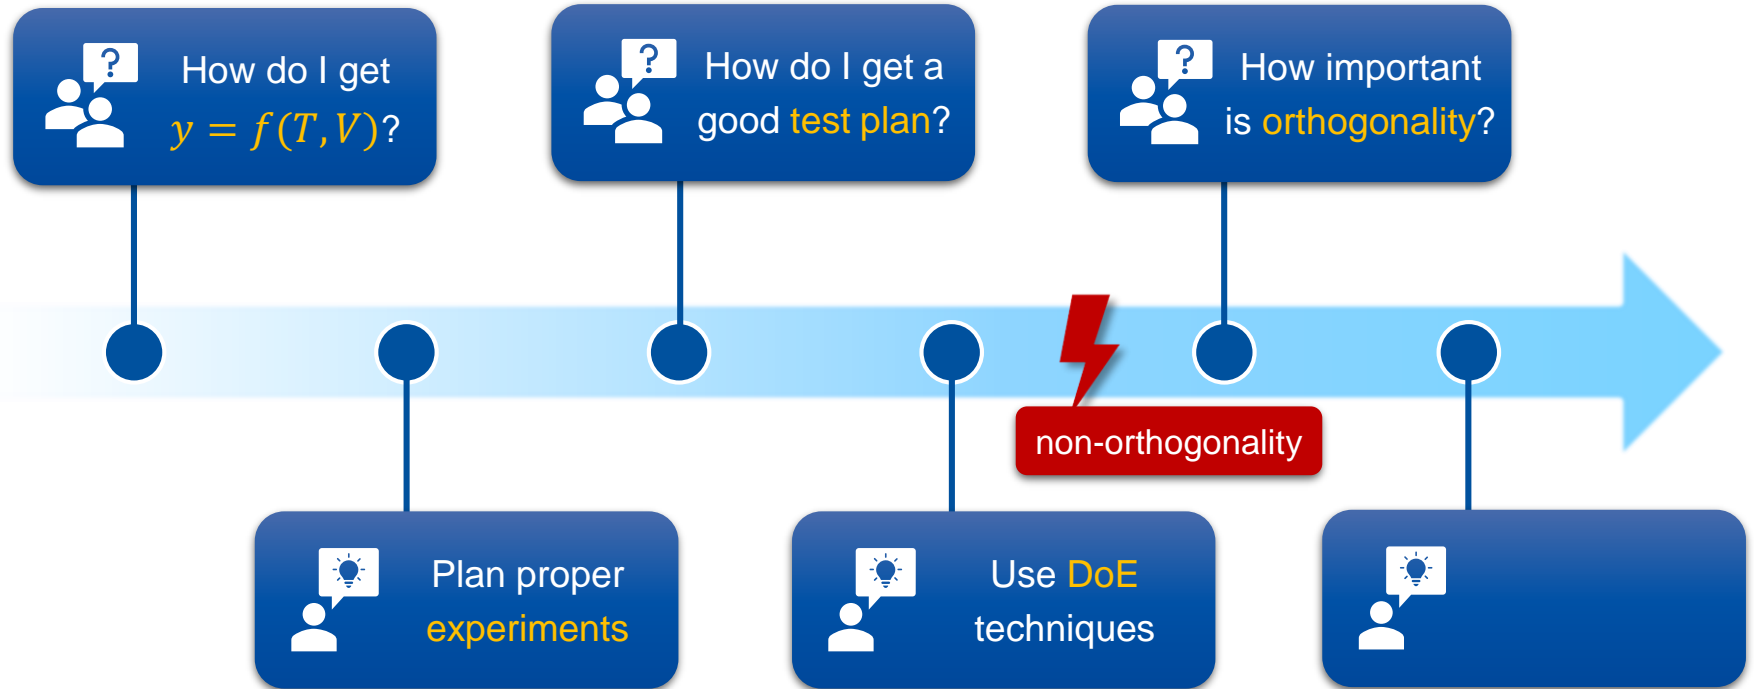 How do I get
y = f(T, V)?
How do I get a
good test plan?
How important
is orthogonality?
non-orthogonality
Plan proper
experiments
Use DoE
techniques